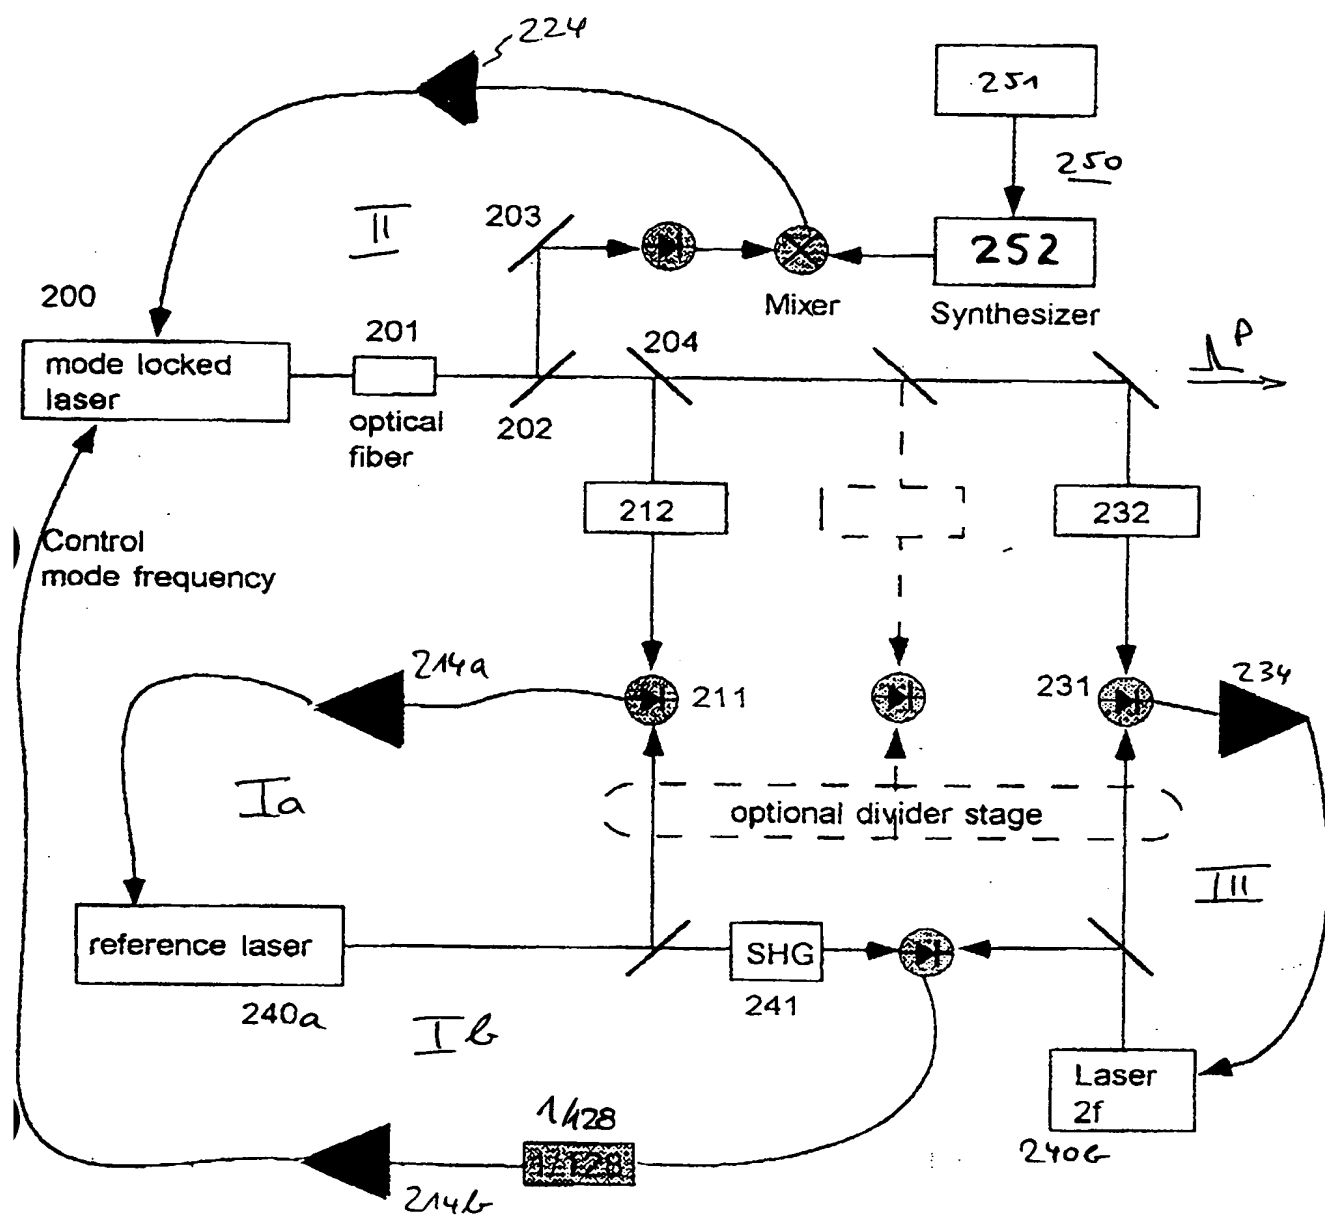 224
251
250
II
203
252
200
Mixer
Synthesizer
201
204
P
mode locked
laser
optical
fiber
202
212
232
Control
mode frequency
214a
211
231
234
Ia
optional divider stage
III
reference laser
SHG
240a
241
Ib
Laser
2f
1/128
1/128
240b
214b